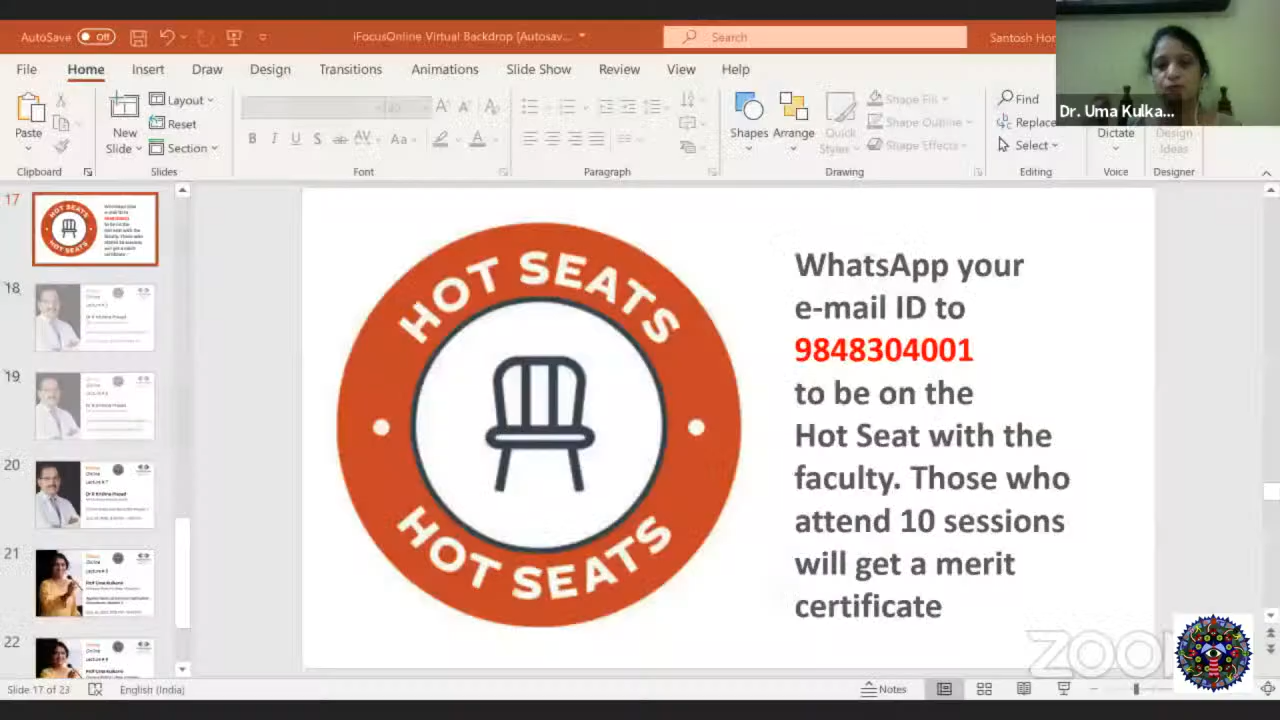 AutoSave Off
iFocusOnline Virtual Backdrop [Autosav...
Search
Santosh Hon
File Home Insert Draw Design Transitions Animations Slide Show Review View Help
Paste
Clipboard
New
Slide
Layout
Reset
Section
Slides
B I U S ab AV Aa A
Font
Paragraph
Shapes
Arrange
Quick
Styles
Shape Fill
Shape Outline
Shape Effects
Drawing
Find
Replace
Select
Editing
Dictate
Voice
Design
Ideas
Designer
Dr. Uma Kulka...
17
18
19
20
21
22
HOT SEATS
HOT SEATS
WhatsApp your
e-mail ID to
9848304001
to be on the
Hot Seat with the
faculty. Those who
attend 10 sessions
will get a merit
certificate
ZOOM
Slide 17 of 23
English (India)
Notes